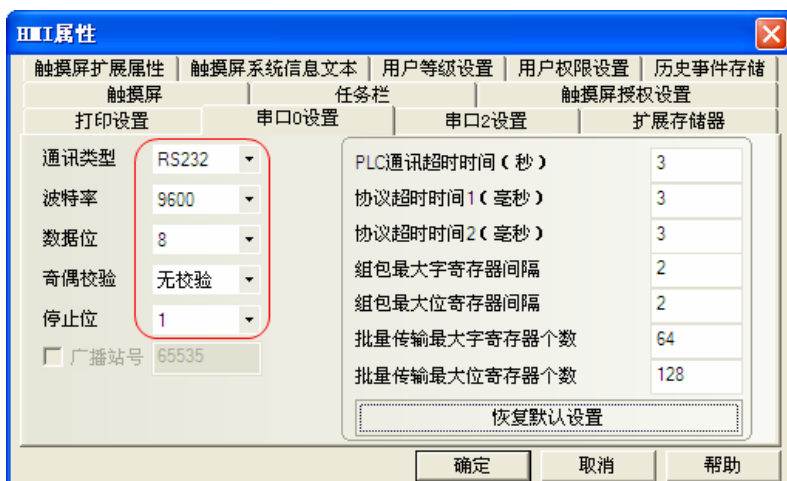 HMI属性
触摸屏扩展属性 触摸屏系统信息文本 用户等级设置 用户权限设置 历史事件存储
触摸屏 任务栏 触摸屏授权设置
打印设置 串口0设置 串口2设置 扩展存储器
通讯类型 RS232 PLC通讯超时时间(秒) 3
波特率 9600 协议超时时间1(毫秒) 3
数据位 8 协议超时时间2(毫秒) 3
奇偶校验 无校验 组包最大字寄存器间隔 2
停止位 1 组包最大位寄存器间隔 2
广播站号 65535 批量传输最大字寄存器个数 64
批量传输最大位寄存器个数 128
恢复默认设置
确定 取消 帮助